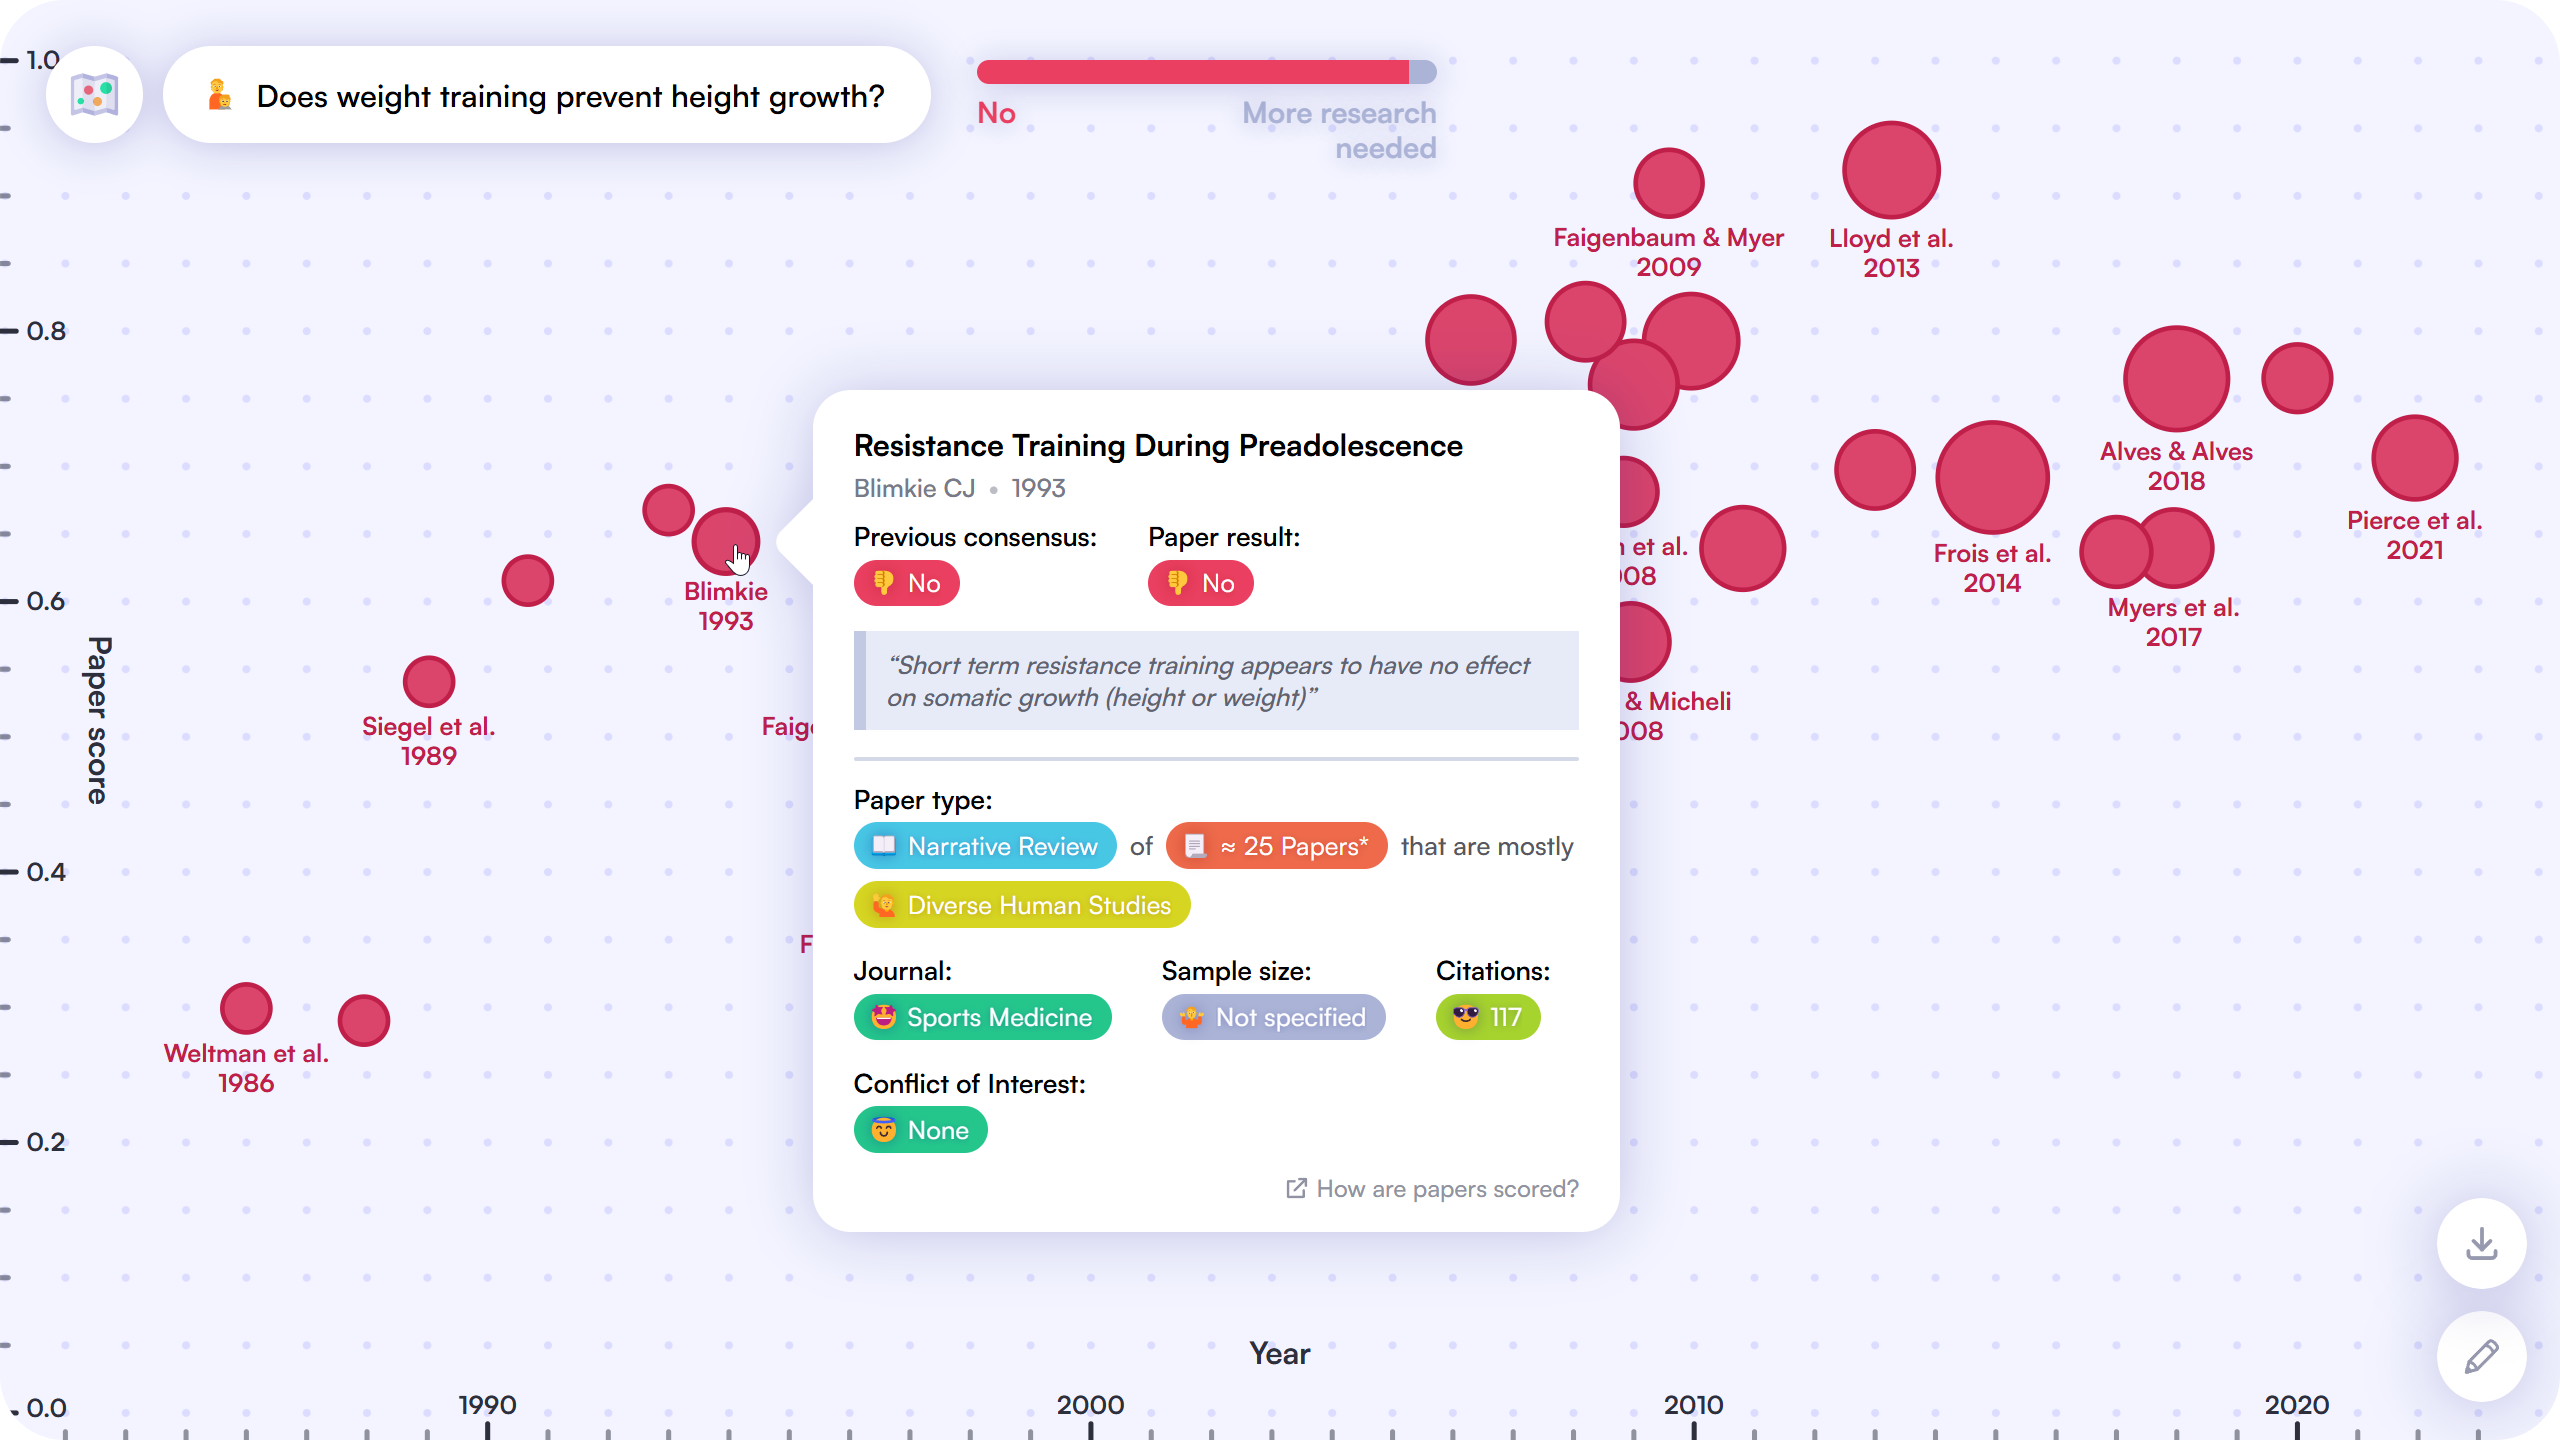 1.0
Does weight training prevent height growth?
No
More research
needed
Faigenbaum & Myer
2009
Lloyd et al.
2013
0.8
Resistance Training During Preadolescence
Blimkie CJ • 1993
Previous consensus:
Paper result:
No
No
“Short term resistance training appears to have no effect
on somatic growth (height or weight)”
Paper type:
Narrative Review of ≈ 25 Papers* that are mostly
Diverse Human Studies
Journal:
Sample size:
Citations:
Sports Medicine
Not specified
117
Conflict of Interest:
None
How are papers scored?
Alves & Alves
2018
Pierce et al.
2021
et al.
Frois et al.
2014
Myers et al.
2017
Blimkie
1993
0.6
Paper score
Siegel et al.
1989
& Micheli
0.4
Weltman et al.
1986
0.2
Year
0.0
1990
2000
2010
2020